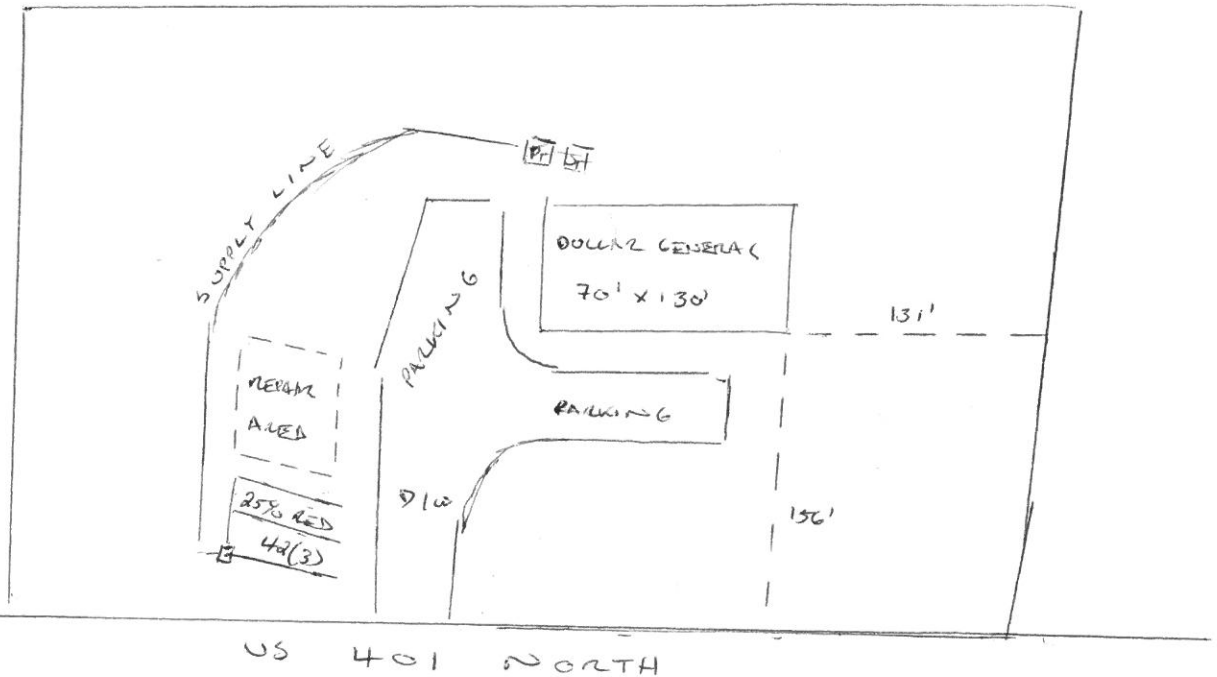 SUPPLY LINE
PT
DOLLAR GENERAL
70' x 130'
131'
PARKING
PARKING
REPAIR
AREA
25% RED
42(3)
D/W
156'
US 401 NORTH